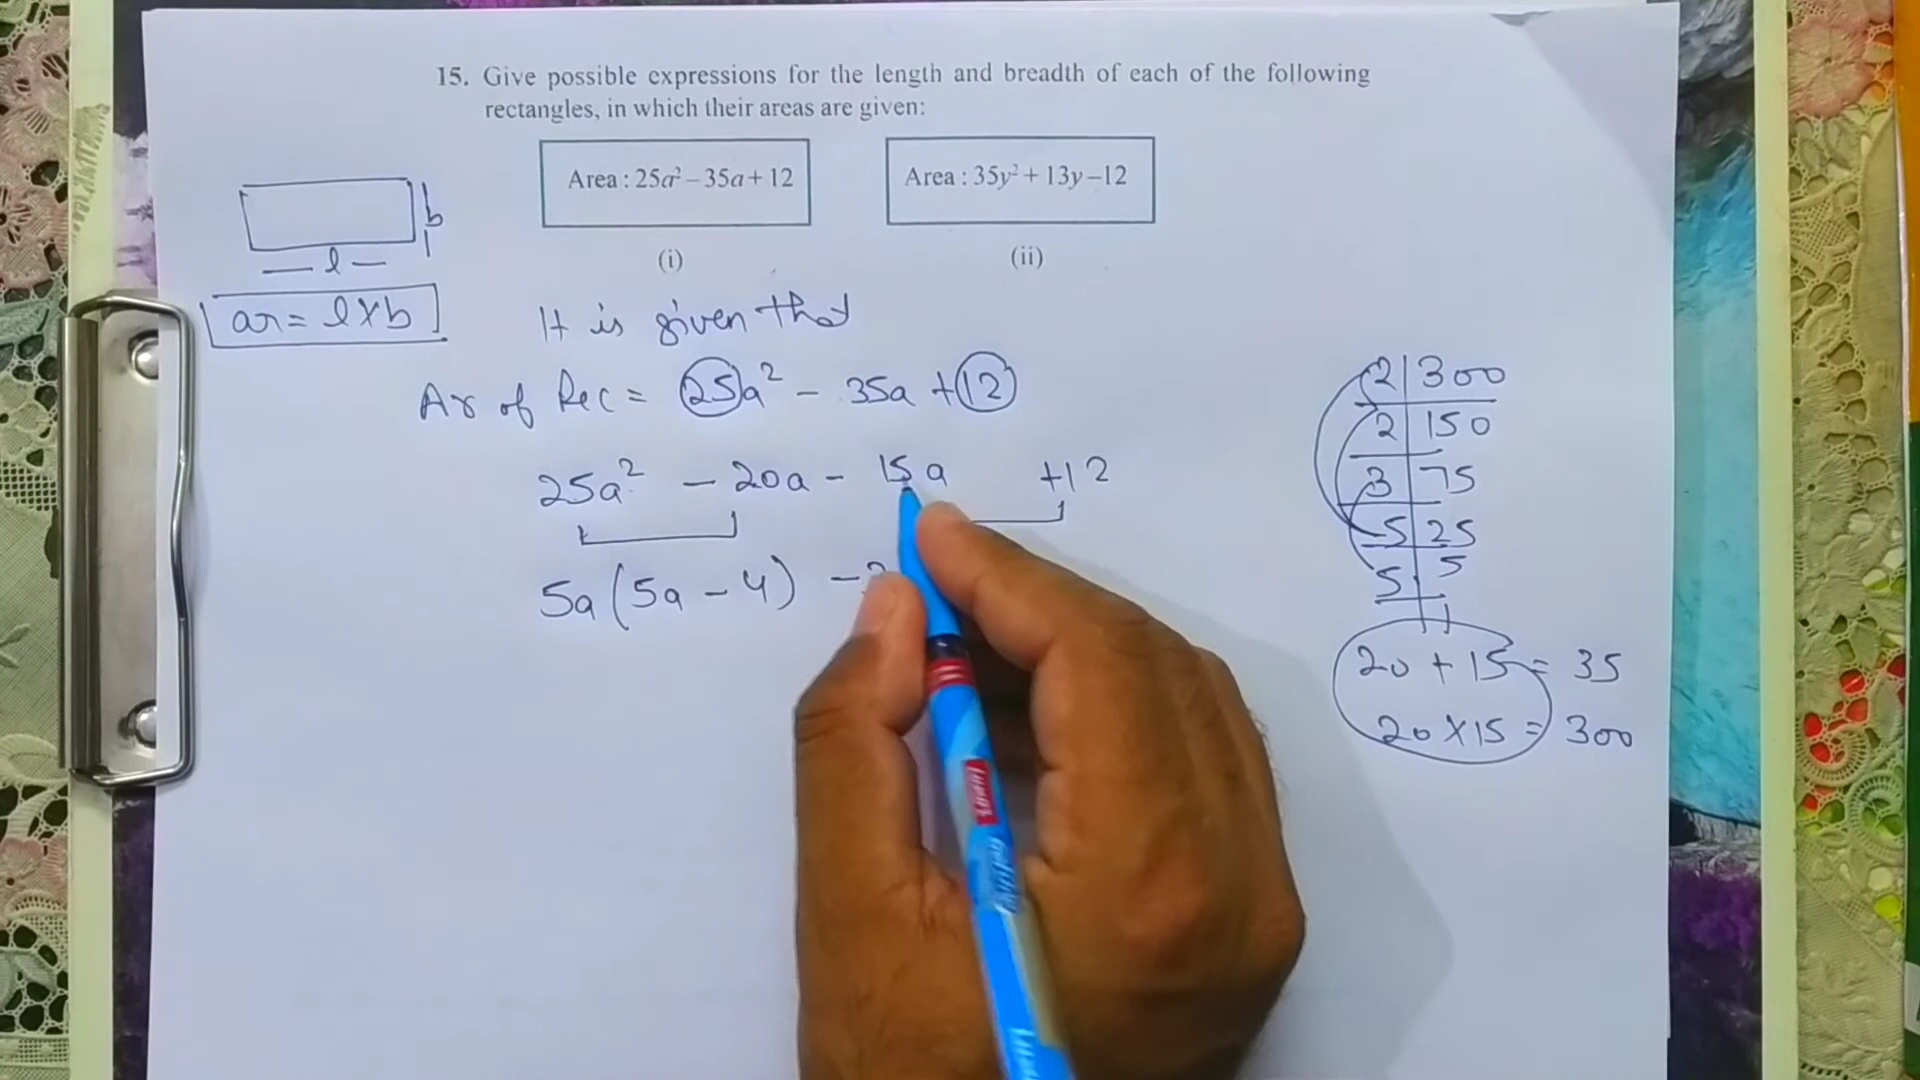 15. Give possible expressions for the length and breadth of each of the following
rectangles, in which their areas are given:
Area : 25a² – 35a + 12
Area : 35y² + 13y –12
(i)
(ii)
b
l
ar = l×b
It is given that
Ar of Rec = 25a² - 35a + 12
25a² - 20a - 15a +12
5a(5a - 4) -
2|300
2|150
3|75
5|25
5|5
1
20 + 15 = 35
20 × 15 = 300